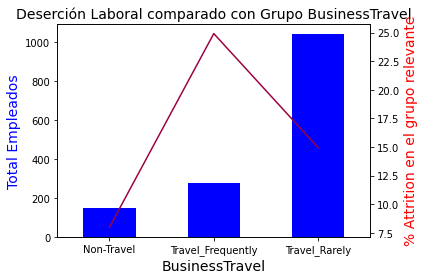 Deserción Laboral comparado con Grupo BusinessTravel
1000
800
600
400
200
0
Total Empleados
25.0
22.5
20.0
17.5
15.0
12.5
10.0
7.5
% Attrition en el grupo relevante
Non-Travel Travel_Frequently Travel_Rarely
BusinessTravel